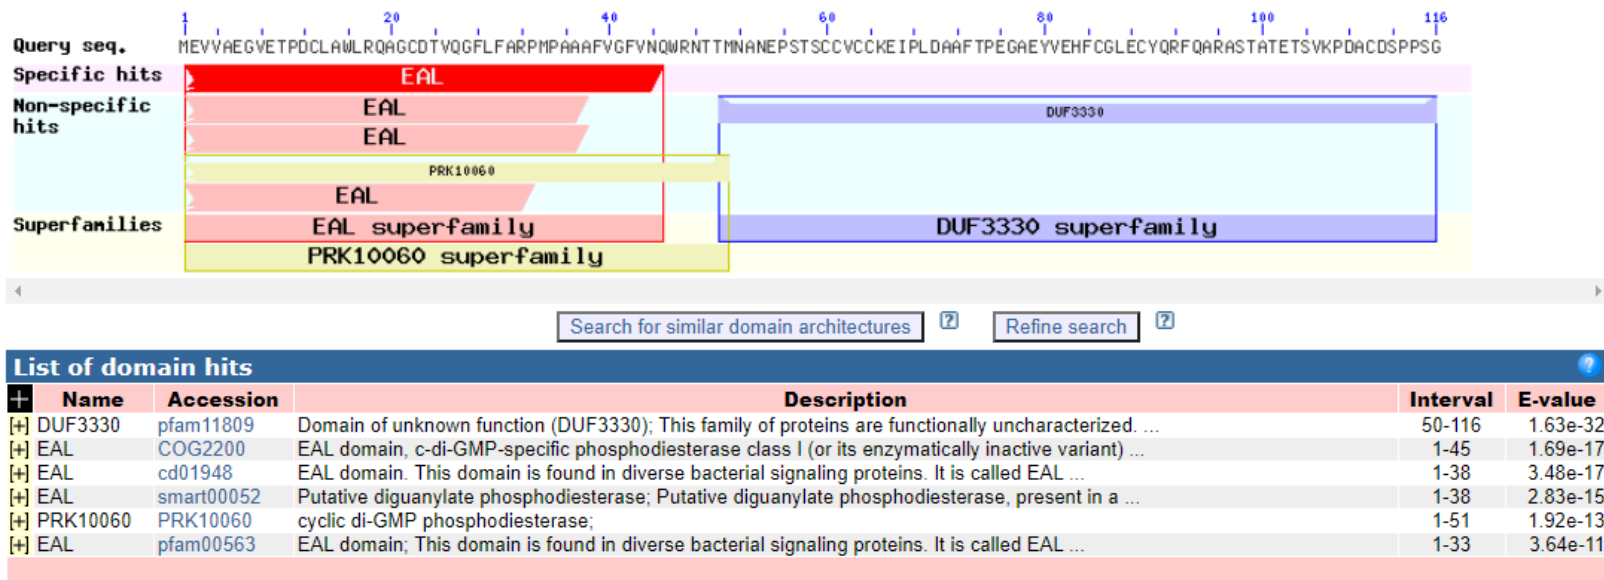 1 20 40 60 80 100 116
Query seq. MEVVAEGVETPDCLAWLRQAGCDTVQGFLFARPMPAAAFVGFVNQWRNTTMNANEPSTSCCVCCKEIPLDAAFTPEGAEYVEHFCGLECYQRFQARASTATETSVKPDACDSPPSG
Specific hits EAL
Non-specific hits EAL DUF3330
EAL
PRK10060
EAL
Superfamilies EAL superfamily DUF3330 superfamily
PRK10060 superfamily
Search for similar domain architectures ? Refine search ?
List of domain hits ?
+ Name Accession Description Interval E-value
[+] DUF3330 pfam11809 Domain of unknown function (DUF3330); This family of proteins are functionally uncharacterized. ... 50-116 1.63e-32
[+] EAL COG2200 EAL domain, c-di-GMP-specific phosphodiesterase class I (or its enzymatically inactive variant) ... 1-45 1.69e-17
[+] EAL cd01948 EAL domain. This domain is found in diverse bacterial signaling proteins. It is called EAL ... 1-38 3.48e-17
[+] EAL smart00052 Putative diguanylate phosphodiesterase; Putative diguanylate phosphodiesterase, present in a ... 1-38 2.83e-15
[+] PRK10060 PRK10060 cyclic di-GMP phosphodiesterase; 1-51 1.92e-13
[+] EAL pfam00563 EAL domain; This domain is found in diverse bacterial signaling proteins. It is called EAL ... 1-33 3.64e-11